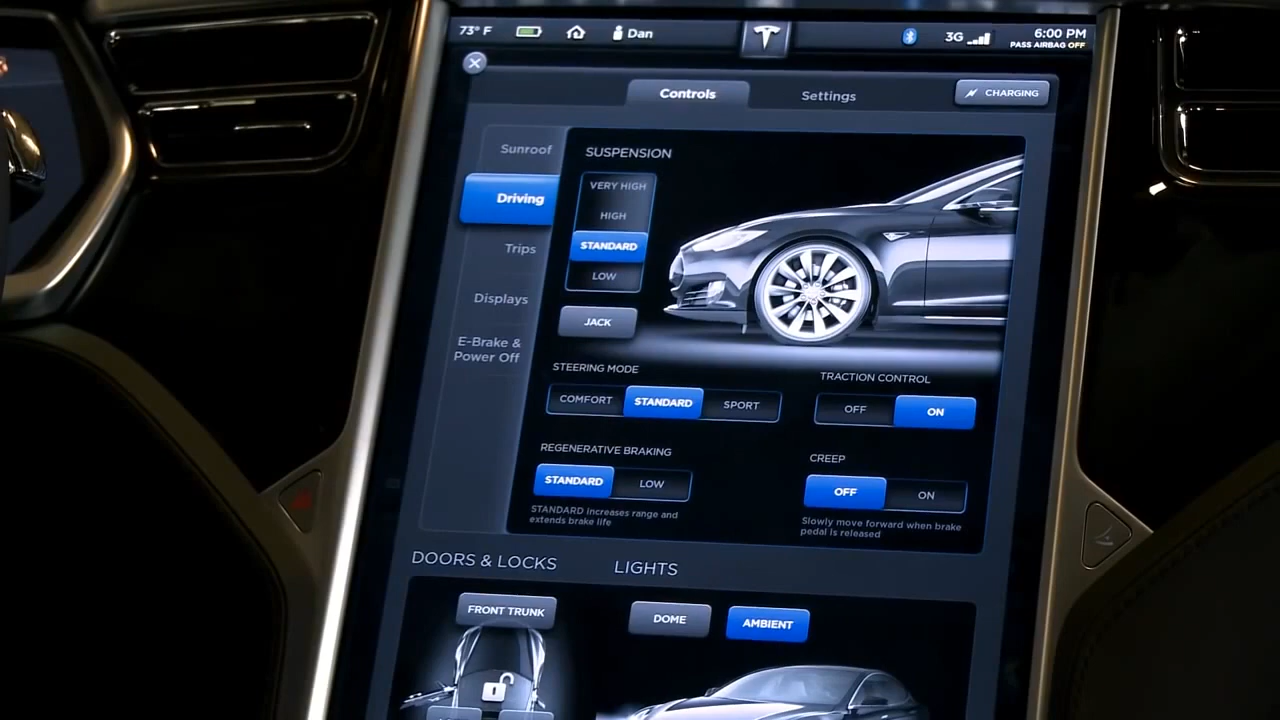 73° F
Dan
3G
6:00 PM
PASS AIRBAG OFF
Controls
Settings
CHARGING
Sunroof
Driving
Trips
Displays
E-Brake &
Power Off
SUSPENSION
VERY HIGH
HIGH
STANDARD
LOW
JACK
STEERING MODE
COMFORT STANDARD SPORT
TRACTION CONTROL
OFF ON
REGENERATIVE BRAKING
STANDARD LOW
STANDARD increases range and
extends brake life
CREEP
OFF ON
Slowly move forward when brake
pedal is released
DOORS & LOCKS
FRONT TRUNK
LIGHTS
DOME AMBIENT